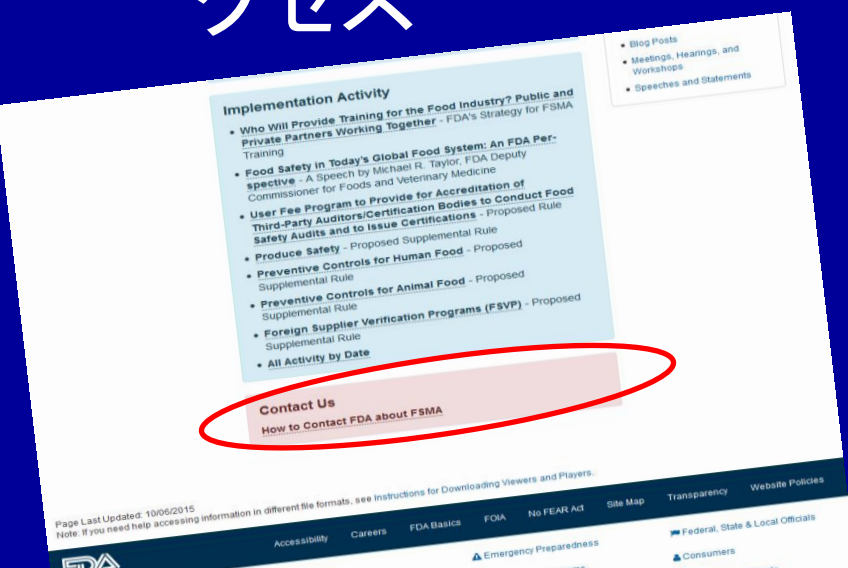 クセス
Blog Posts
Meetings, Hearings, and
Workshops
Speeches and Statements
Implementation Activity
Who Will Provide Training for the Food Industry? Public and
Private Partners Working Together - FDA's Strategy for FSMA
Training
Food Safety in Today's Global Food System: An FDA Per-
spective - A Speech by Michael R. Taylor, FDA Deputy
Commissioner for Foods and Veterinary Medicine
User Fee Program to Provide for Accreditation of
Third-Party Auditors/Certification Bodies to Conduct Food
Safety Audits and to Issue Certifications - Proposed Rule
Produce Safety - Proposed Supplemental Rule
Preventive Controls for Human Food - Proposed
Supplemental Rule
Preventive Controls for Animal Food - Proposed
Supplemental Rule
Foreign Supplier Verification Programs (FSVP) - Proposed
Supplemental Rule
All Activity by Date
Contact Us
How to Contact FDA about FSMA
Page Last Updated: 10/06/2015
Note: If you need help accessing information in different file formats, see Instructions for Downloading Viewers and Players.
Accessibility Careers FDA Basics FOIA No FEAR Act Site Map Transparency Website Policies
FDA
Emergency Preparedness
Federal, State & Local Officials
Consumers